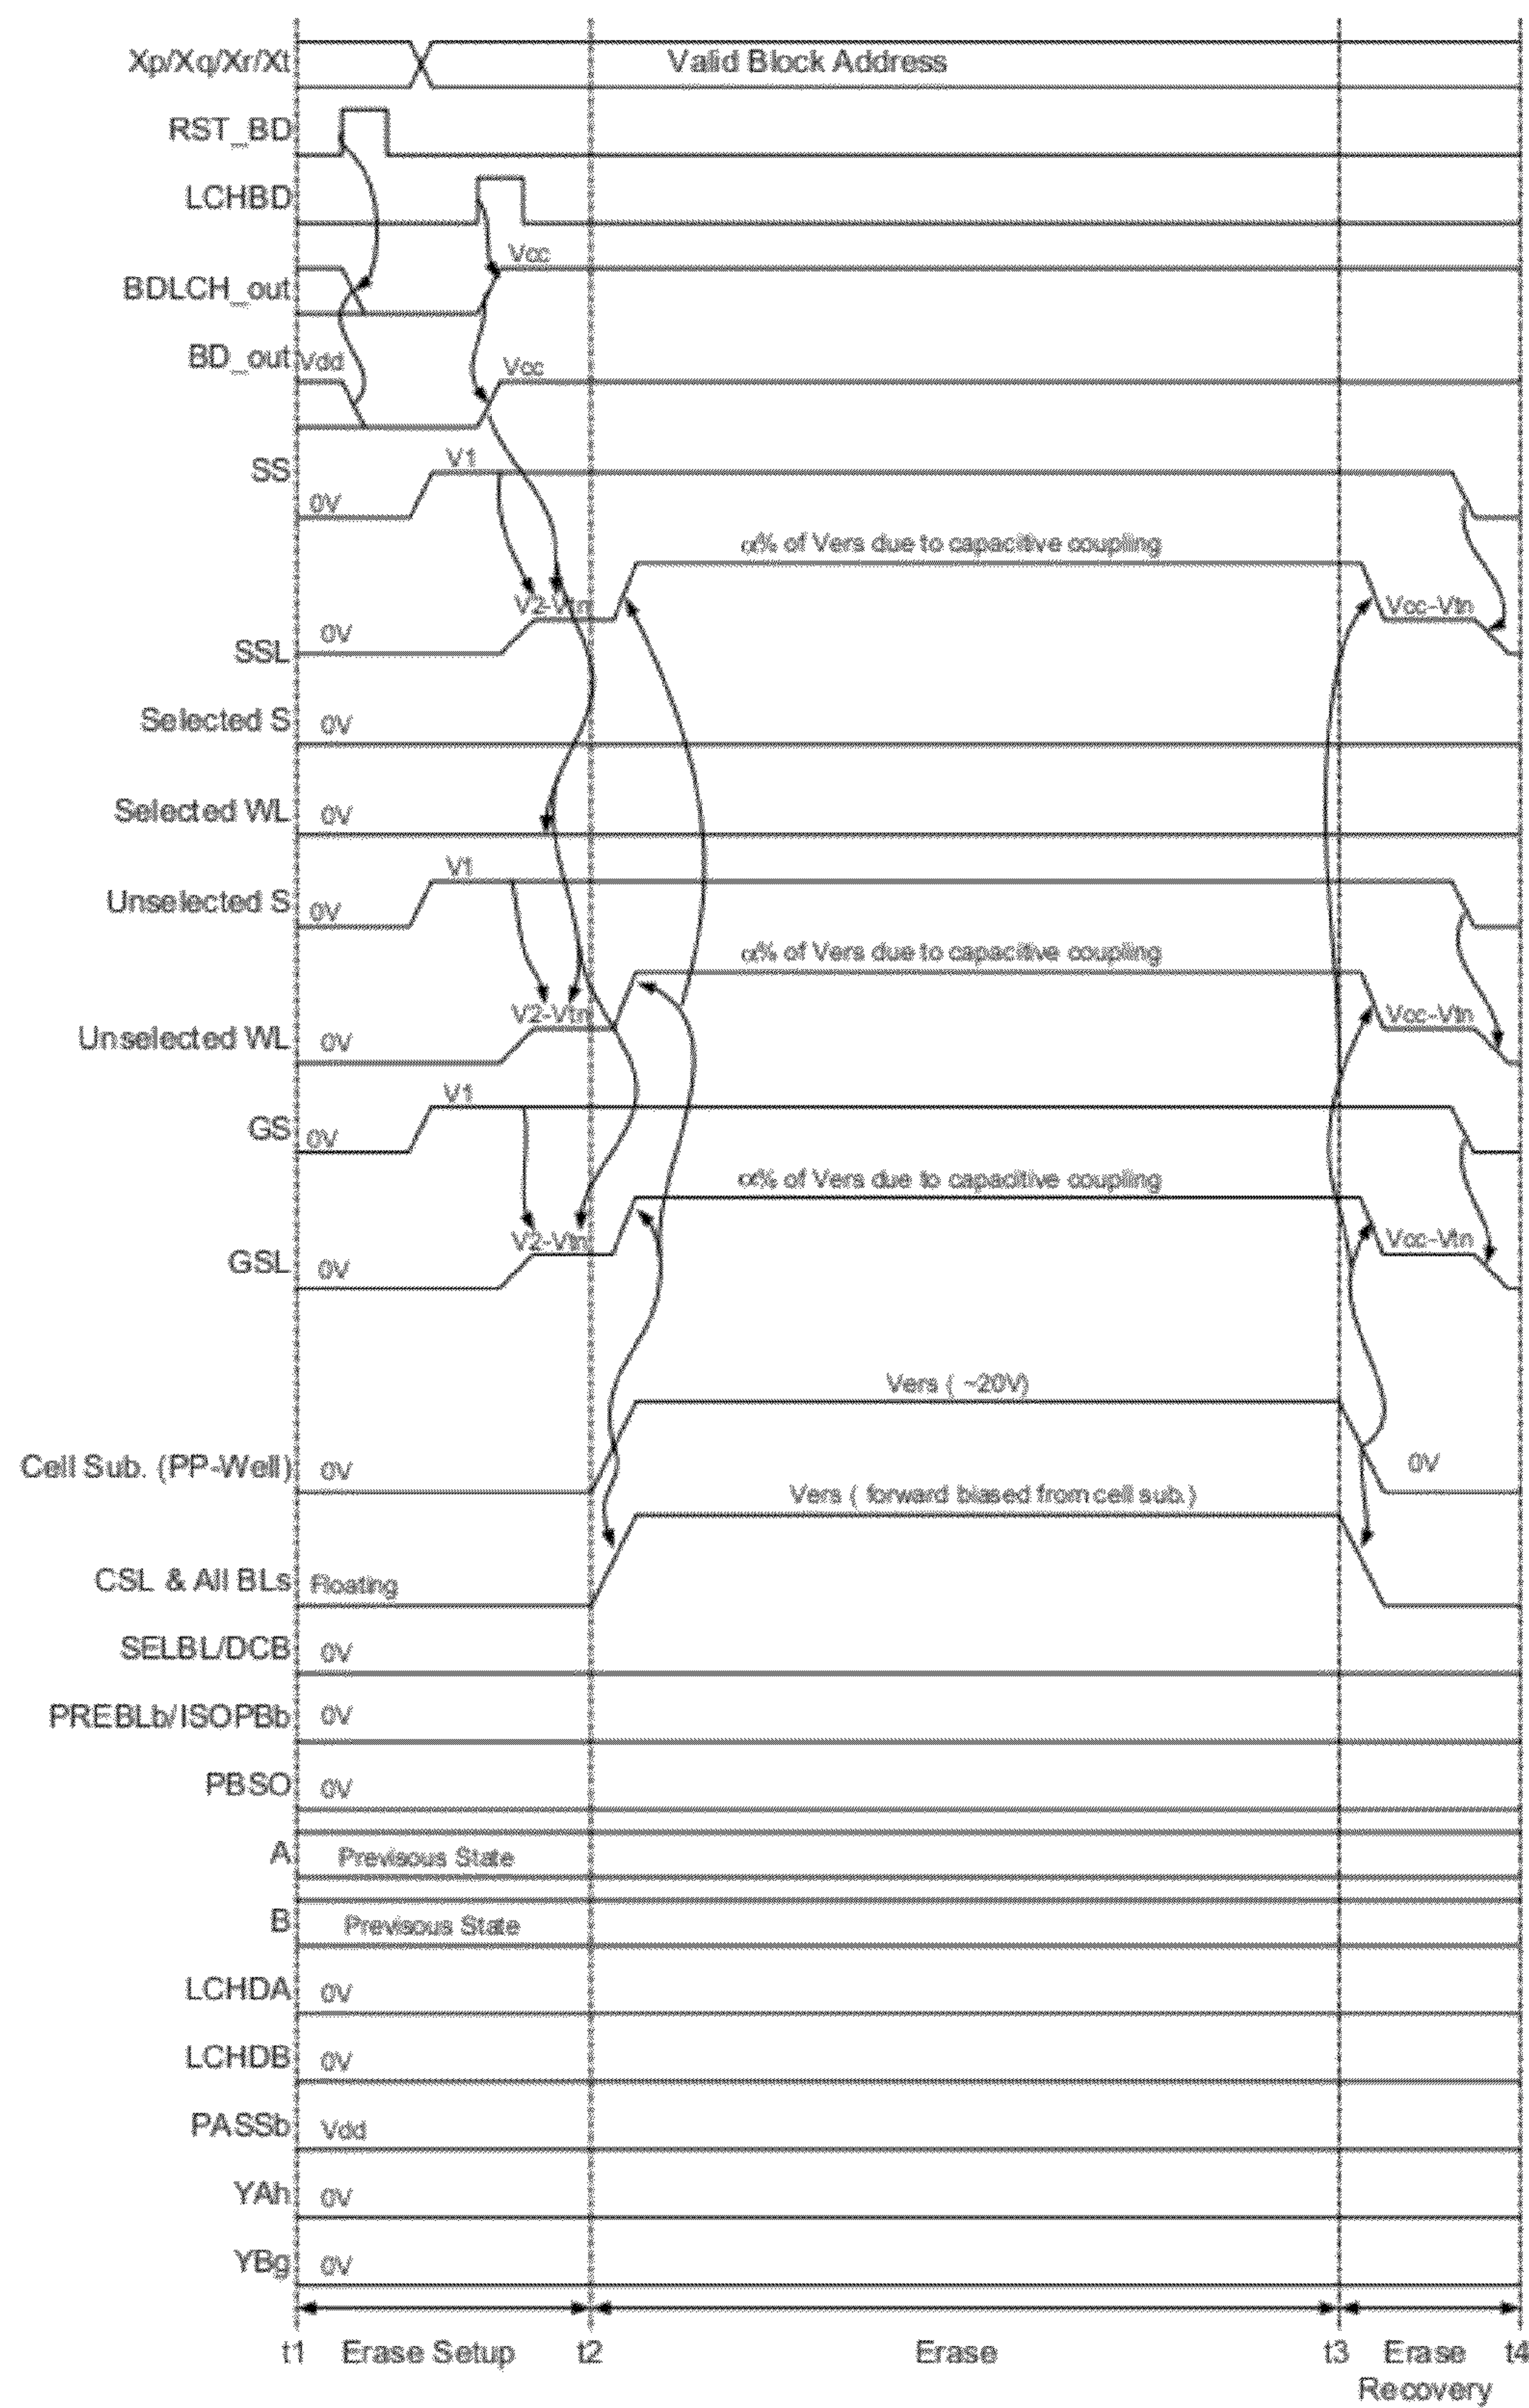 Xp/Xq/Xr/Xt Valid Block Address
RST_BD
LCHBD
Vcc
BDLCH_out
BD_out Vdd Vcc
SS V1
0V
α% of Vers due to capacitive coupling
V2-Vtn Vcc-Vtn
SSL 0V
Selected S 0V
Selected WL 0V
V1
Unselected S 0V
α% of Vers due to capacitive coupling
V2-Vtn Vcc-Vtn
Unselected WL 0V
V1
GS 0V
α% of Vers due to capacitive coupling
V2-Vtn Vcc-Vtn
GSL 0V
Vers ( ~20V)
Cell Sub. (PP-Well) 0V 0V
Vers ( forward biased from cell sub.)
CSL & All BLs Floating
SELBL/DCB 0V
PREBLb/ISOPBb 0V
PBSO 0V
A Previsous State
B Previsous State
LCHDA 0V
LCHDB 0V
PASSb Vdd
YAh 0V
YBg 0V
t1 Erase Setup t2 Erase t3 Erase t4
Recovery